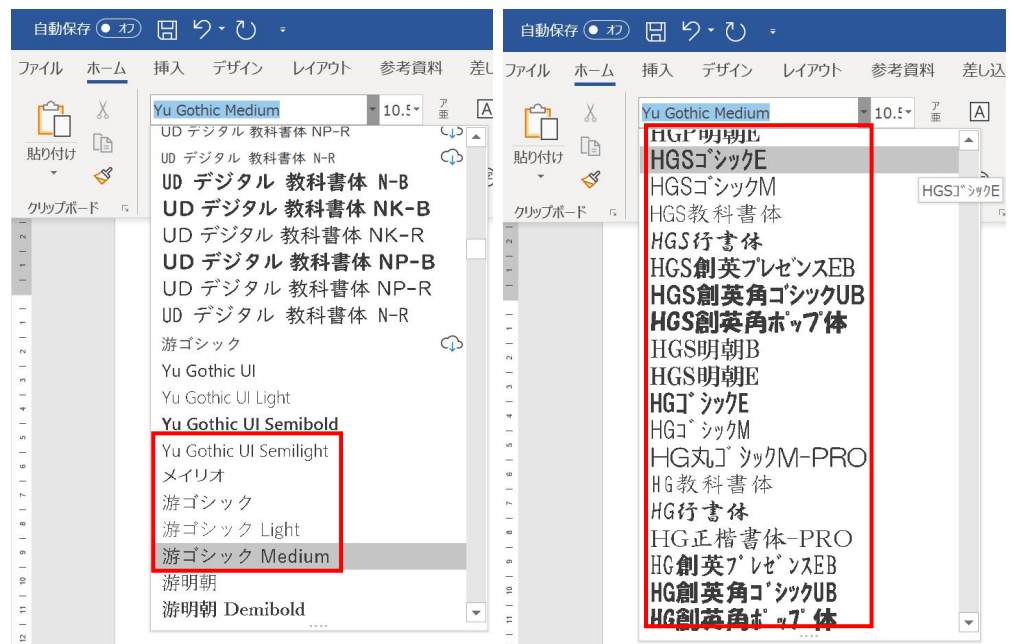 自動保存 オフ
ファイル ホーム 挿入 デザイン レイアウト 参考資料 差し
貼り付け
クリップボード
Yu Gothic Medium 10.5
ア
亜
A
UD デジタル 教科書体 NP-R
UD デジタル 教科書体 N-R
UD デジタル 教科書体 N-B
UD デジタル 教科書体 NK-B
UD デジタル 教科書体 NK-R
UD デジタル 教科書体 NP-B
UD デジタル 教科書体 NP-R
UD デジタル 教科書体 N-R
游ゴシック
Yu Gothic UI
Yu Gothic UI Light
Yu Gothic UI Semibold
Yu Gothic UI Semilight
メイリオ
游ゴシック
游ゴシック Light
游ゴシック Medium
游明朝
游明朝 Demibold
自動保存 オフ
ファイル ホーム 挿入 デザイン レイアウト 参考資料 差し込
貼り付け
クリップボード
Yu Gothic Medium 10.5
ア
亜
A
HGP明朝E
HGSゴシックE
HGSゴシックE
HGSゴシックM
HGS教科書体
HGS行書体
HGS創英プレゼンスEB
HGS創英角ゴシックUB
HGS創英角ポップ体
HGS明朝B
HGS明朝E
HGゴシックE
HGゴシックM
HG丸ゴシックM-PRO
HG教科書体
HG行書体
HG正楷書体-PRO
HG創英プレゼンスEB
HG創英角ゴシックUB
HG創英角ポップ体